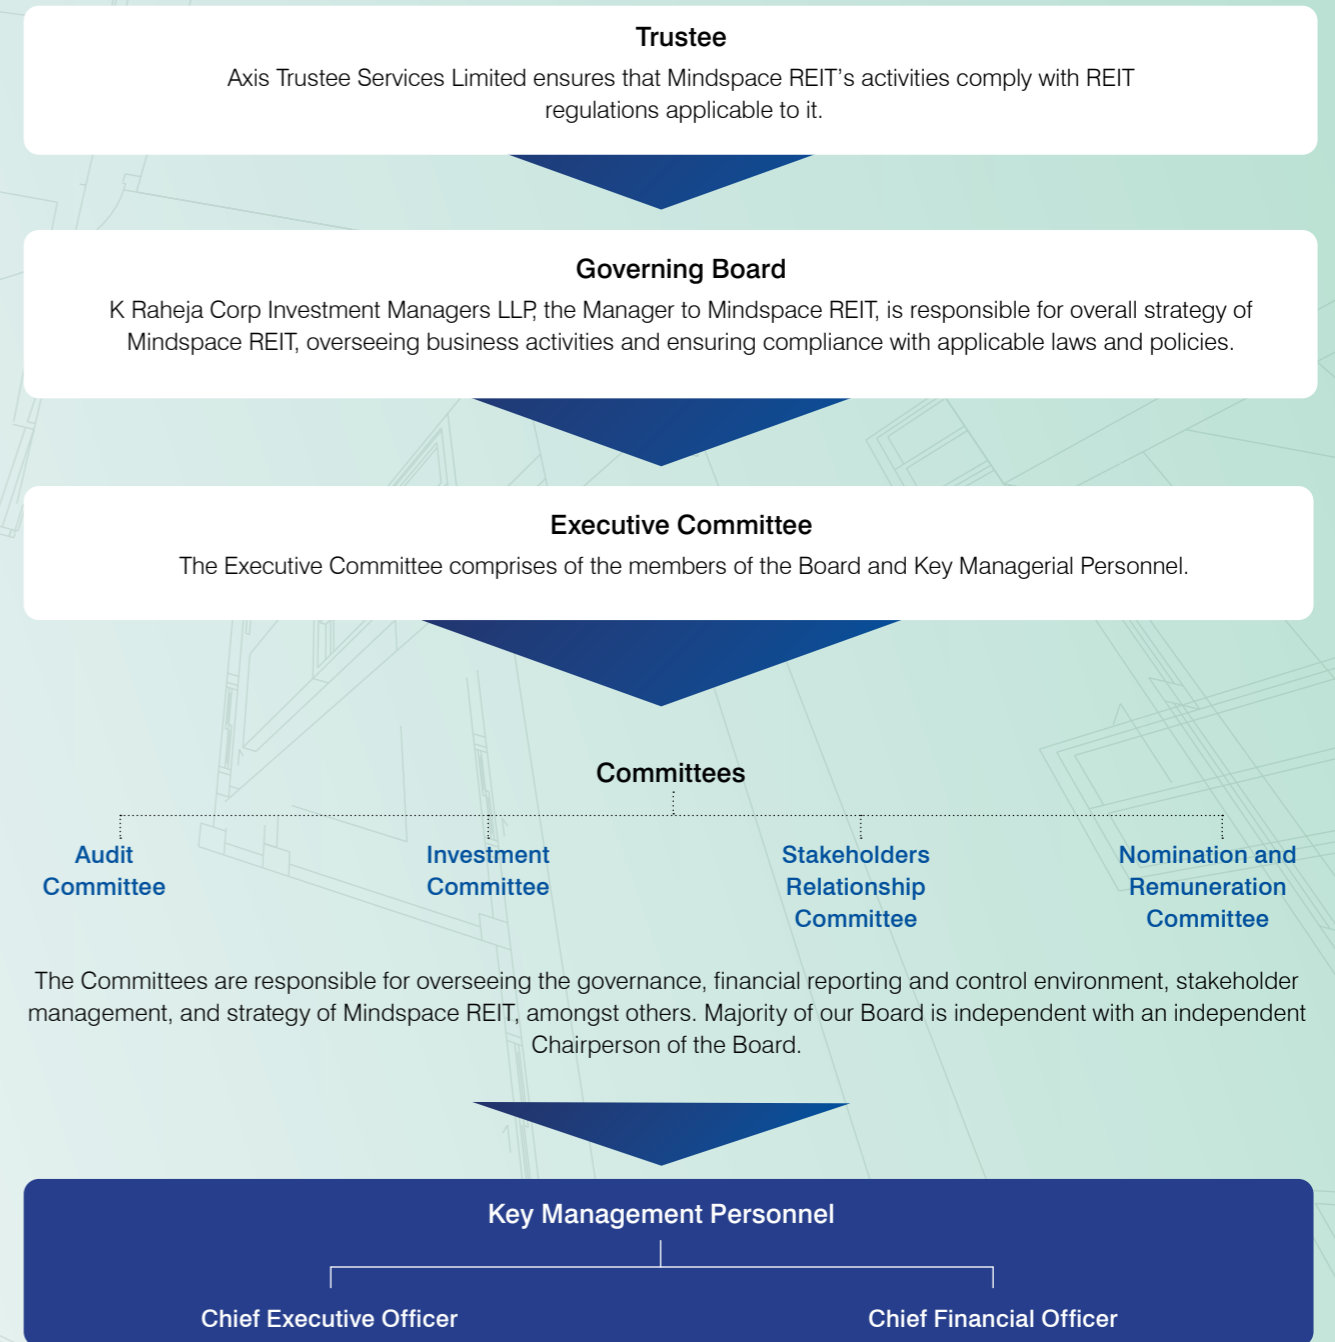 Trustee
Axis Trustee Services Limited ensures that Mindspace REIT's activities comply with REIT
regulations applicable to it.
Governing Board
K Raheja Corp Investment Managers LLP, the Manager to Mindspace REIT, is responsible for overall strategy of
Mindspace REIT, overseeing business activities and ensuring compliance with applicable laws and policies.
Executive Committee
The Executive Committee comprises of the members of the Board and Key Managerial Personnel.
Committees
Audit
Committee
Investment
Committee
Stakeholders
Relationship
Committee
Nomination and
Remuneration
Committee
The Committees are responsible for overseeing the governance, financial reporting and control environment, stakeholder
management, and strategy of Mindspace REIT, amongst others. Majority of our Board is independent with an independent
Chairperson of the Board.
Key Management Personnel
Chief Executive Officer
Chief Financial Officer